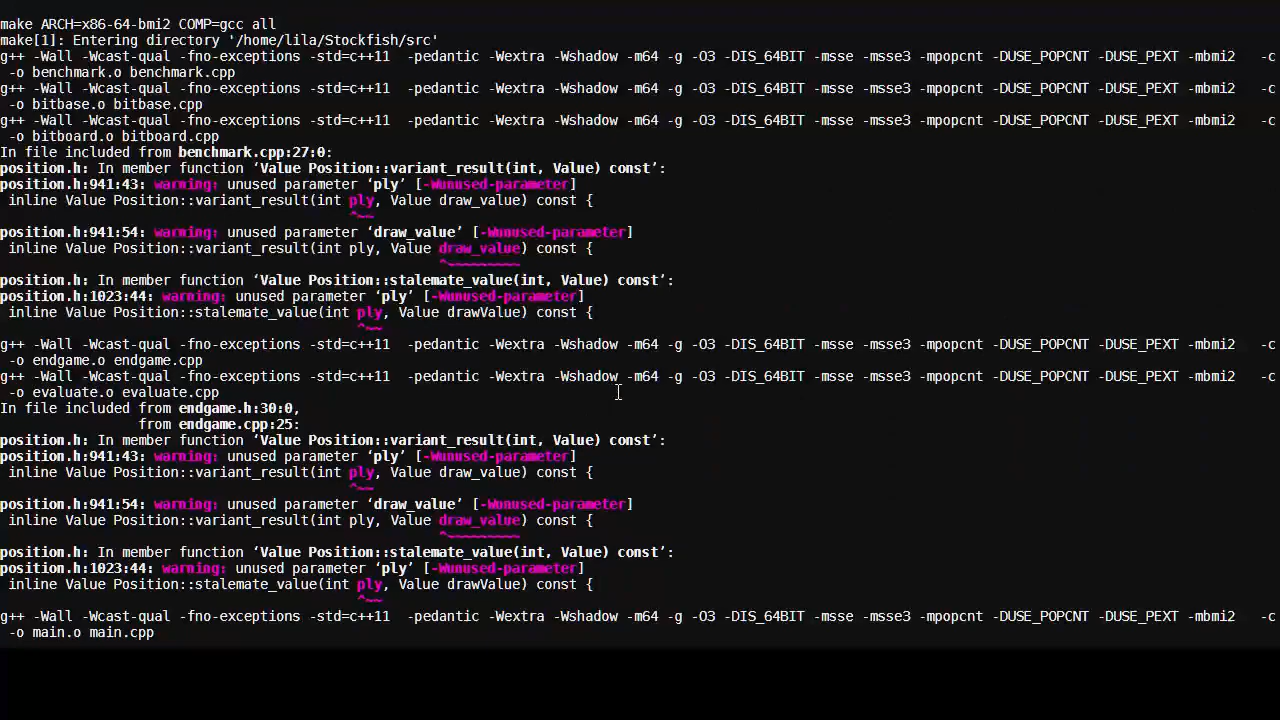 make ARCH=x86-64-bmi2 COMP=gcc all
make[1]: Entering directory '/home/lila/Stockfish/src'
g++ -Wall -Wcast-qual -fno-exceptions -std=c++11  -pedantic -Wextra -Wshadow -m64 -g -O3 -DIS_64BIT -msse -msse3 -mpopcnt -DUSE_POPCNT -DUSE_PEXT -mbmi2   -c
 -o benchmark.o benchmark.cpp
g++ -Wall -Wcast-qual -fno-exceptions -std=c++11  -pedantic -Wextra -Wshadow -m64 -g -O3 -DIS_64BIT -msse -msse3 -mpopcnt -DUSE_POPCNT -DUSE_PEXT -mbmi2   -c
 -o bitbase.o bitbase.cpp
g++ -Wall -Wcast-qual -fno-exceptions -std=c++11  -pedantic -Wextra -Wshadow -m64 -g -O3 -DIS_64BIT -msse -msse3 -mpopcnt -DUSE_POPCNT -DUSE_PEXT -mbmi2   -c
 -o bitboard.o bitboard.cpp
In file included from benchmark.cpp:27:0:
position.h: In member function ‘Value Position::variant_result(int, Value) const’:
position.h:941:43: warning: unused parameter ‘ply’ [-Wunused-parameter]
 inline Value Position::variant_result(int ply, Value draw_value) const {
                                           ^~~
position.h:941:54: warning: unused parameter ‘draw_value’ [-Wunused-parameter]
 inline Value Position::variant_result(int ply, Value draw_value) const {
                                                      ^~~~~~~~~~
position.h: In member function ‘Value Position::stalemate_value(int, Value) const’:
position.h:1023:44: warning: unused parameter ‘ply’ [-Wunused-parameter]
 inline Value Position::stalemate_value(int ply, Value drawValue) const {
                                            ^~~
g++ -Wall -Wcast-qual -fno-exceptions -std=c++11  -pedantic -Wextra -Wshadow -m64 -g -O3 -DIS_64BIT -msse -msse3 -mpopcnt -DUSE_POPCNT -DUSE_PEXT -mbmi2   -c
 -o endgame.o endgame.cpp
g++ -Wall -Wcast-qual -fno-exceptions -std=c++11  -pedantic -Wextra -Wshadow -m64 -g -O3 -DIS_64BIT -msse -msse3 -mpopcnt -DUSE_POPCNT -DUSE_PEXT -mbmi2   -c
 -o evaluate.o evaluate.cpp
In file included from endgame.h:30:0,
                 from endgame.cpp:25:
position.h: In member function ‘Value Position::variant_result(int, Value) const’:
position.h:941:43: warning: unused parameter ‘ply’ [-Wunused-parameter]
 inline Value Position::variant_result(int ply, Value draw_value) const {
                                           ^~~
position.h:941:54: warning: unused parameter ‘draw_value’ [-Wunused-parameter]
 inline Value Position::variant_result(int ply, Value draw_value) const {
                                                      ^~~~~~~~~~
position.h: In member function ‘Value Position::stalemate_value(int, Value) const’:
position.h:1023:44: warning: unused parameter ‘ply’ [-Wunused-parameter]
 inline Value Position::stalemate_value(int ply, Value drawValue) const {
                                            ^~~
g++ -Wall -Wcast-qual -fno-exceptions -std=c++11  -pedantic -Wextra -Wshadow -m64 -g -O3 -DIS_64BIT -msse -msse3 -mpopcnt -DUSE_POPCNT -DUSE_PEXT -mbmi2   -c
 -o main.o main.cpp